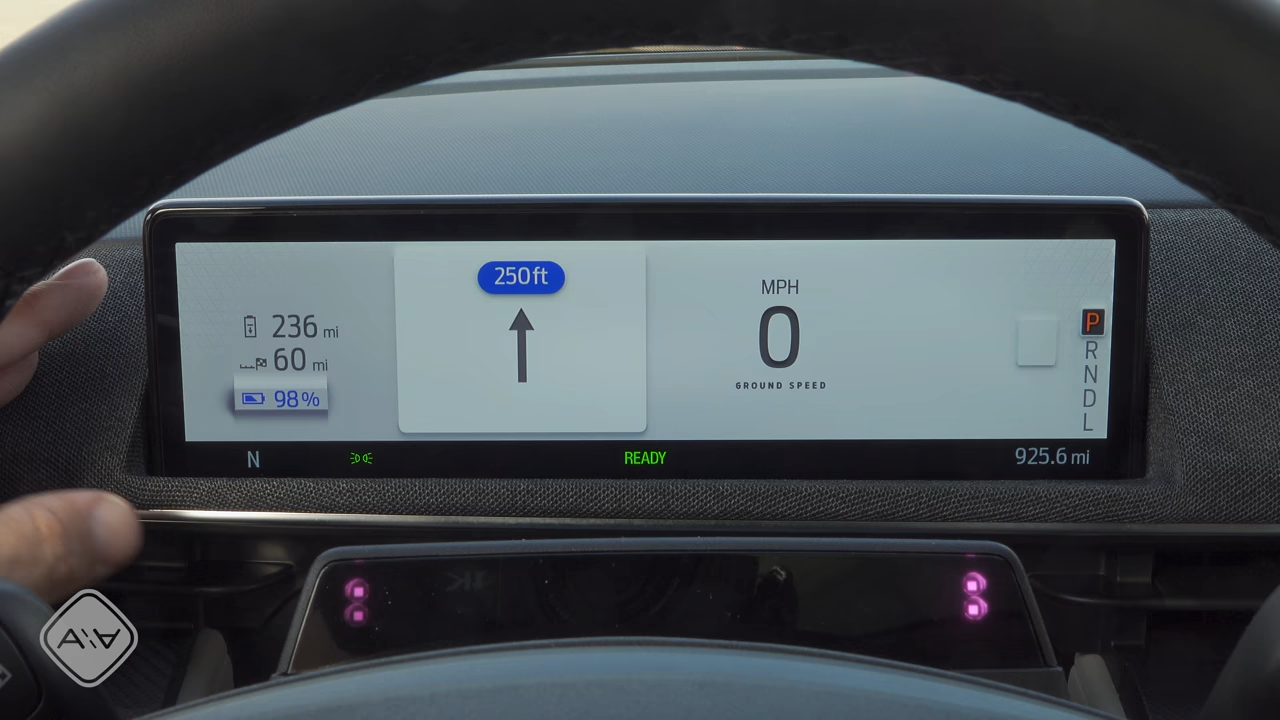 250ft
236 mi
60 mi
98%
MPH
0
GROUND SPEED
P
R
N
D
L
N
READY
925.6 mi